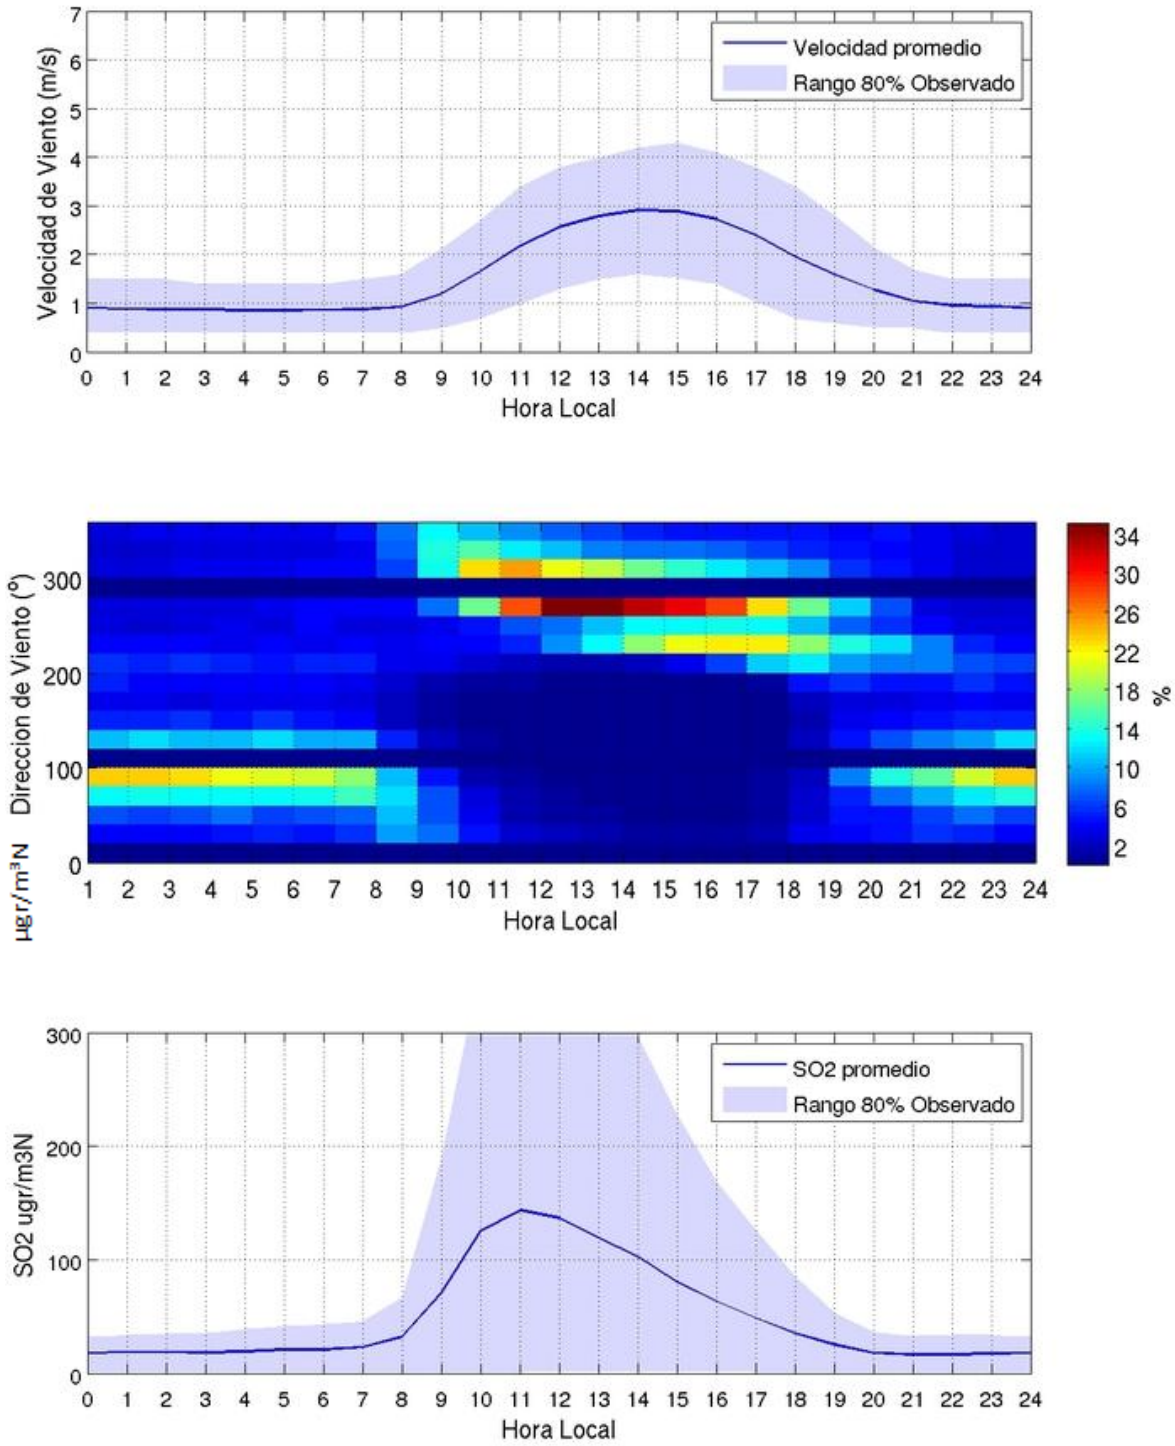 7
6
5
4
3
2
1
0
Velocidad de Viento (m/s)
Velocidad promedio
Rango 80% Observado
0 1 2 3 4 5 6 7 8 9 10 11 12 13 14 15 16 17 18 19 20 21 22 23 24
Hora Local
300
200
100
0
Direccion de Viento (º)
µgr/m³N
34
30
26
22
18
14
10
6
2
%
1 2 3 4 5 6 7 8 9 10 11 12 13 14 15 16 17 18 19 20 21 22 23 24
Hora Local
300
200
100
0
SO2 ugr/m3N
SO2 promedio
Rango 80% Observado
0 1 2 3 4 5 6 7 8 9 10 11 12 13 14 15 16 17 18 19 20 21 22 23 24
Hora Local